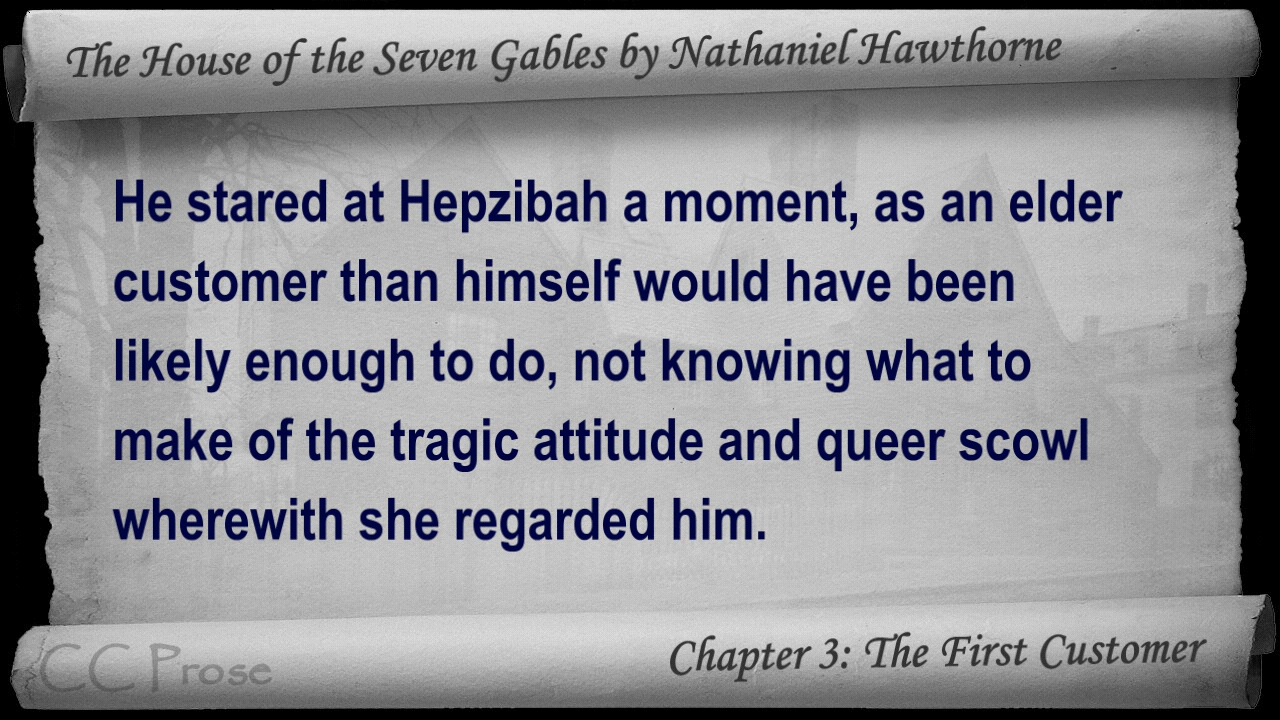 The House of the Seven Gables by Nathaniel Hawthorne
He stared at Hepzibah a moment, as an elder
customer than himself would have been
likely enough to do, not knowing what to
make of the tragic attitude and queer scowl
wherewith she regarded him.
CC Prose
Chapter 3: The First Customer